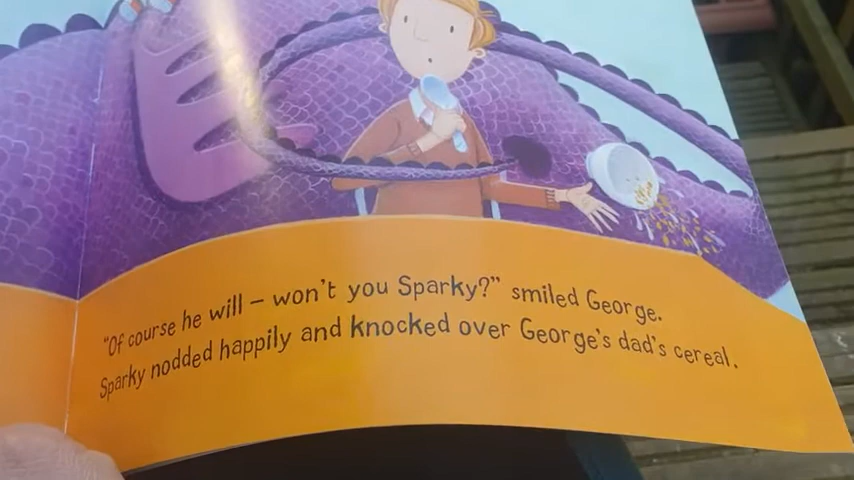 “Of course he will – won’t you Sparky?” smiled George.
Sparky nodded happily and knocked over George’s dad’s cereal.